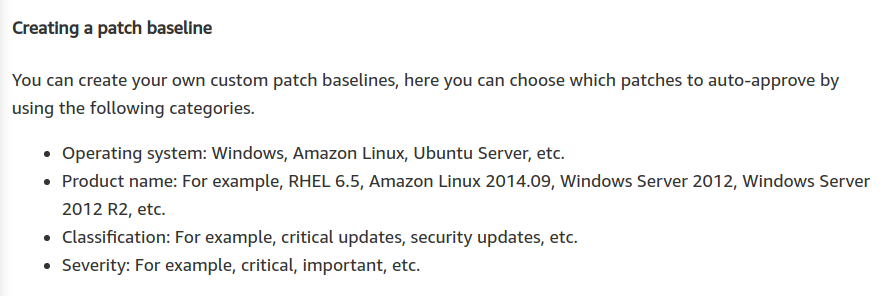 Creating a patch baseline
You can create your own custom patch baselines, here you can choose which patches to auto-approve by
using the following categories.
• Operating system: Windows, Amazon Linux, Ubuntu Server, etc.
• Product name: For example, RHEL 6.5, Amazon Linux 2014.09, Windows Server 2012, Windows Server
2012 R2, etc.
• Classification: For example, critical updates, security updates, etc.
• Severity: For example, critical, important, etc.